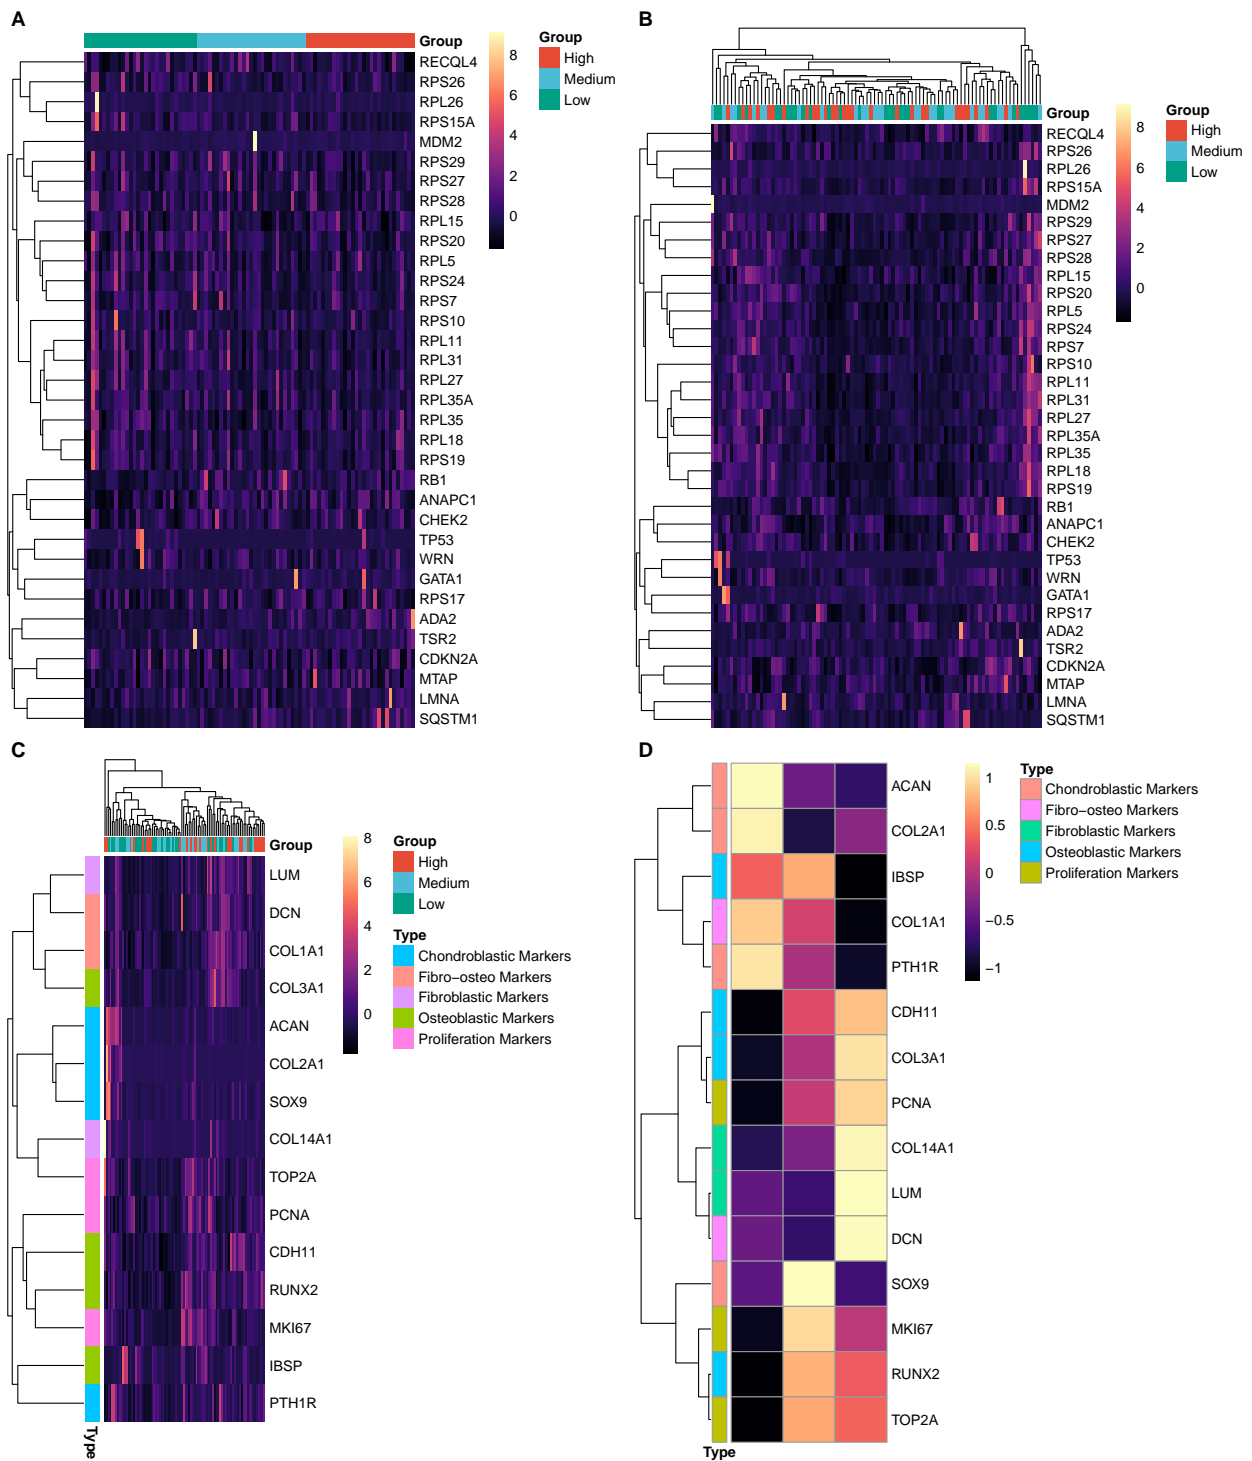 A
Group
RECQL4
RPS26
RPL26
RPS15A
MDM2
RPS29
RPS27
RPS28
RPL15
RPS20
RPL5
RPS24
RPS7
RPS10
RPL11
RPL31
RPL27
RPL35A
RPL35
RPL18
RPS19
RB1
ANAPC1
CHEK2
TP53
WRN
GATA1
RPS17
ADA2
TSR2
CDKN2A
MTAP
LMNA
SQSTM1
8
6
4
2
0
Group
High
Medium
Low
B
Group
RECQL4
RPS26
RPL26
RPS15A
MDM2
RPS29
RPS27
RPS28
RPL15
RPS20
RPL5
RPS24
RPS7
RPS10
RPL11
RPL31
RPL27
RPL35A
RPL35
RPL18
RPS19
RB1
ANAPC1
CHEK2
TP53
WRN
GATA1
RPS17
ADA2
TSR2
CDKN2A
MTAP
LMNA
SQSTM1
8
6
4
2
0
Group
High
Medium
Low
C
Group
LUM
DCN
COL1A1
COL3A1
ACAN
COL2A1
SOX9
COL14A1
TOP2A
PCNA
CDH11
RUNX2
MKI67
IBSP
PTH1R
Type
8
6
4
2
0
Group
High
Medium
Low
Type
Chondroblastic Markers
Fibro−osteo Markers
Fibroblastic Markers
Osteoblastic Markers
Proliferation Markers
D
ACAN
COL2A1
IBSP
COL1A1
PTH1R
CDH11
COL3A1
PCNA
COL14A1
LUM
DCN
SOX9
MKI67
RUNX2
TOP2A
Type
1
0.5
0
−0.5
−1
Type
Chondroblastic Markers
Fibro−osteo Markers
Fibroblastic Markers
Osteoblastic Markers
Proliferation Markers